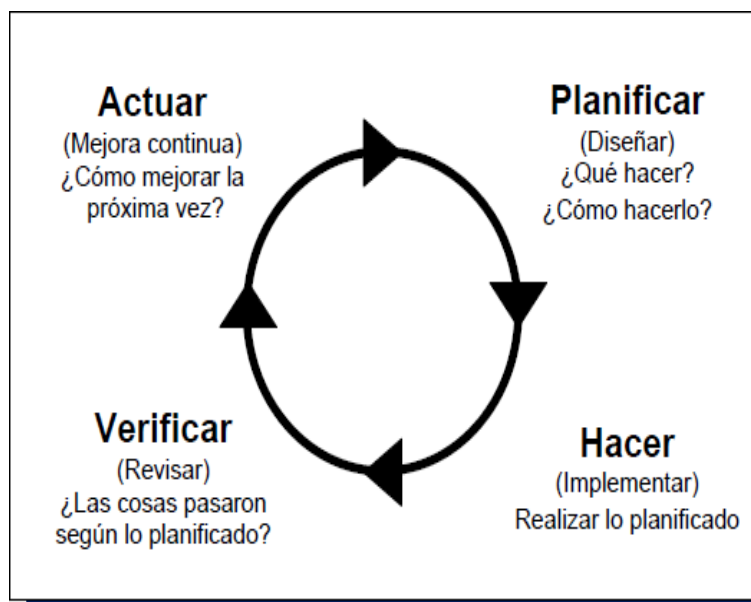 Actuar
(Mejora continua)
¿Cómo mejorar la
próxima vez?
Planificar
(Diseñar)
¿Qué hacer?
¿Cómo hacerlo?
Verificar
(Revisar)
¿Las cosas pasaron
según lo planificado?
Hacer
(Implementar)
Realizar lo planificado